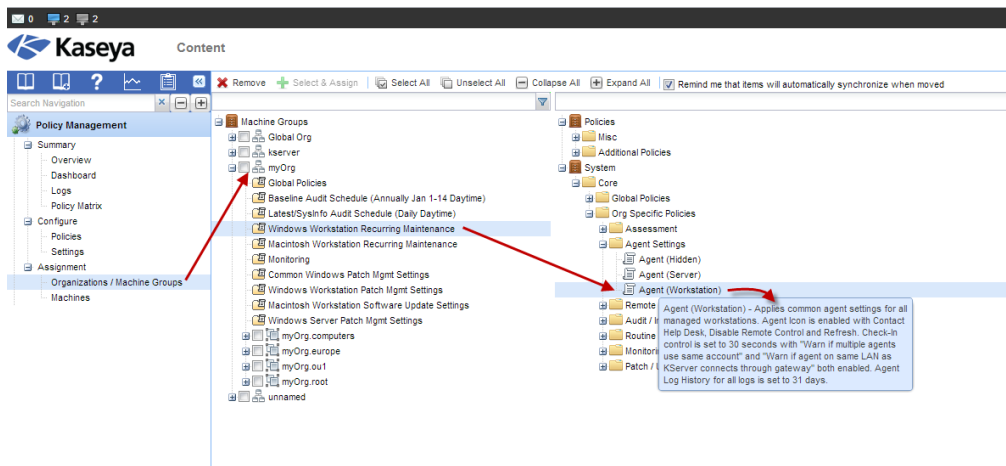 0 2 2
Kaseya Content
Remove Select & Assign Select All Unselect All Collapse All Expand All Remind me that items will automatically synchronize when moved
Search Navigation
Policy Management
Summary
Overview
Dashboard
Logs
Policy Matrix
Configure
Policies
Settings
Assignment
Organizations / Machine Groups
Machines
Machine Groups
Global Org
kserver
myOrg
Global Policies
Baseline Audit Schedule (Annually Jan 1-14 Daytime)
Latest/SysInfo Audit Schedule (Daily Daytime)
Windows Workstation Recurring Maintenance
Macintosh Workstation Recurring Maintenance
Monitoring
Common Windows Patch Mgmt Settings
Windows Workstation Patch Mgmt Settings
Macintosh Workstation Software Update Settings
Windows Server Patch Mgmt Settings
myOrg.computers
myOrg.europe
myOrg.ou1
myOrg.root
unnamed
Policies
Misc
Additional Policies
System
Core
Global Policies
Org Specific Policies
Assessment
Agent Settings
Agent (Hidden)
Agent (Server)
Agent (Workstation)
Remote
Audit / I
Routine
Monitori
Patch /
Agent (Workstation) - Applies common agent settings for all
managed workstations. Agent Icon is enabled with Contact
Help Desk, Disable Remote Control and Refresh. Check-In
control is set to 30 seconds with "Warn if multiple agents
use same account" and "Warn if agent on same LAN as
KServer connects through gateway" both enabled. Agent
Log History for all logs is set to 31 days.